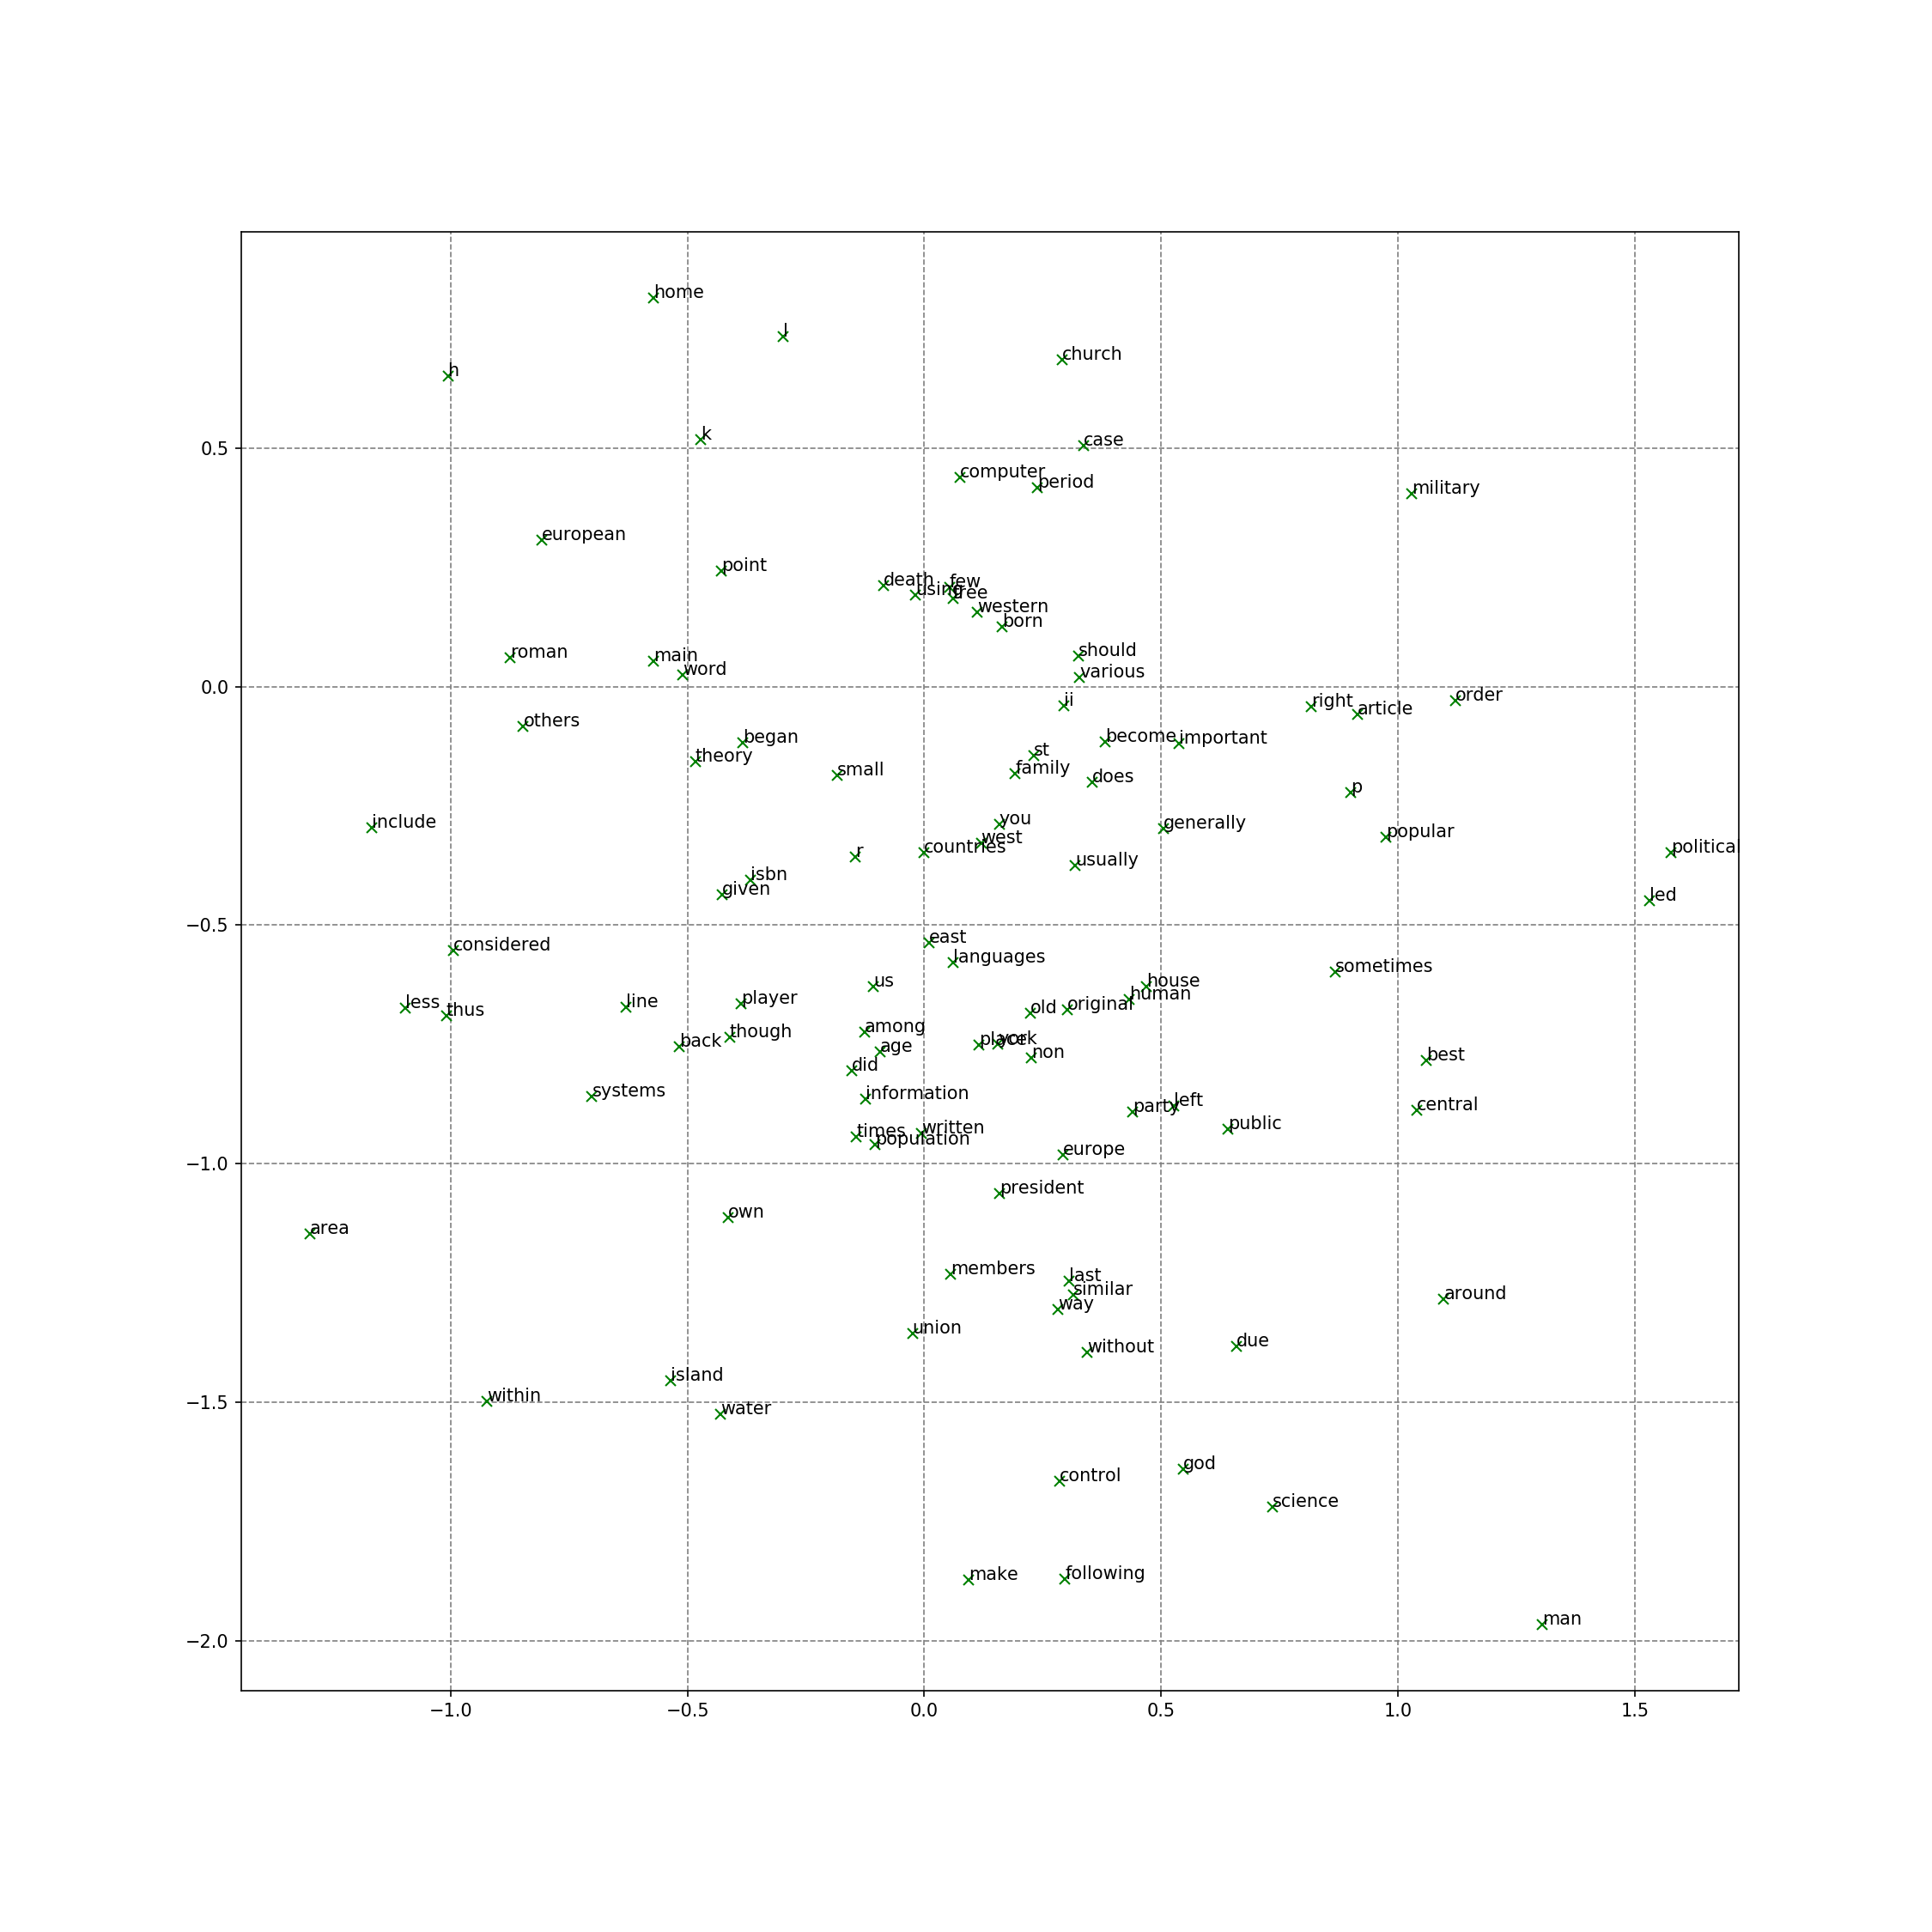 home
l
church
h
k
case
0.5
computer
period
military
european
point
death
few
using
free
western
born
should
roman
main
word
various
0.0
ii
right
order
article
others
began
become
important
st
theory
family
small
does
p
include
you
generally
popular
west
r
countries
political
usually
isbn
given
led
−0.5
east
considered
languages
sometimes
us
house
human
player
less
line
original
old
thus
among
though
place
york
back
age
non
best
did
systems
information
left
central
party
public
written
times
population
europe
−1.0
president
own
area
members
last
similar
around
way
union
due
without
island
within
−1.5
water
god
control
science
make
following
man
−2.0
−1.0 −0.5 0.0 0.5 1.0 1.5